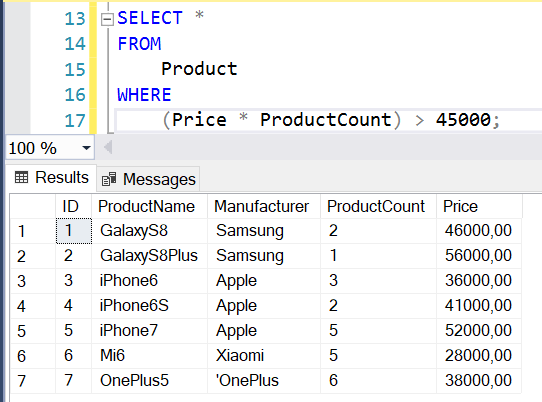 13 SELECT *
14 FROM
15 Product
16 WHERE
17 (Price * ProductCount) > 45000;
100 %
Results Messages
ID ProductName Manufacturer ProductCount Price
1 1 GalaxyS8 Samsung 2 46000,00
2 2 GalaxyS8Plus Samsung 1 56000,00
3 3 iPhone6 Apple 3 36000,00
4 4 iPhone6S Apple 2 41000,00
5 5 iPhone7 Apple 5 52000,00
6 6 Mi6 Xiaomi 5 28000,00
7 7 OnePlus5 'OnePlus 6 38000,00